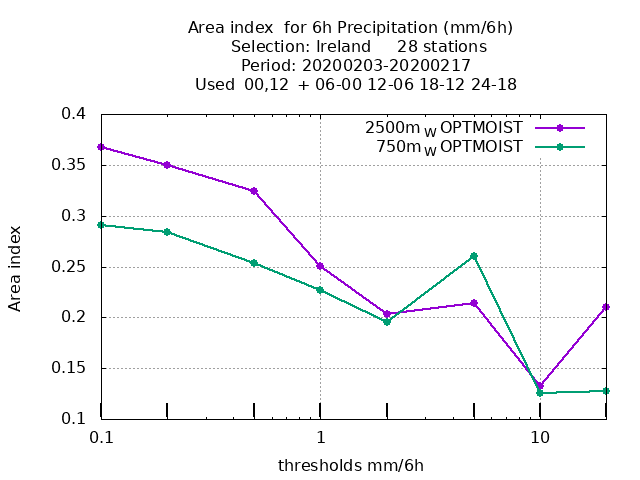 Area index  for 6h Precipitation (mm/6h)
Selection: Ireland     28 stations
Period: 20200203-20200217
Used  00,12  + 06-00 12-06 18-12 24-18
2500m W OPTMOIST
750m W OPTMOIST
0.4
0.35
0.3
0.25
0.2
0.15
0.1
Area index
0.1 1 10
thresholds mm/6h